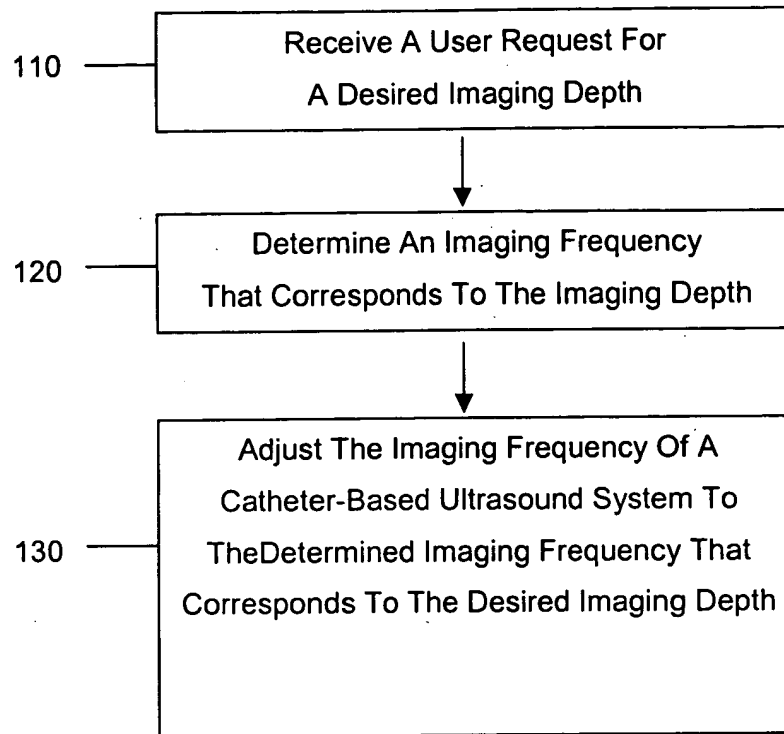 110
Receive A User Request For
A Desired Imaging Depth
120
Determine An Imaging Frequency
That Corresponds To The Imaging Depth
130
Adjust The Imaging Frequency Of A
Catheter-Based Ultrasound System To
TheDetermined Imaging Frequency That
Corresponds To The Desired Imaging Depth